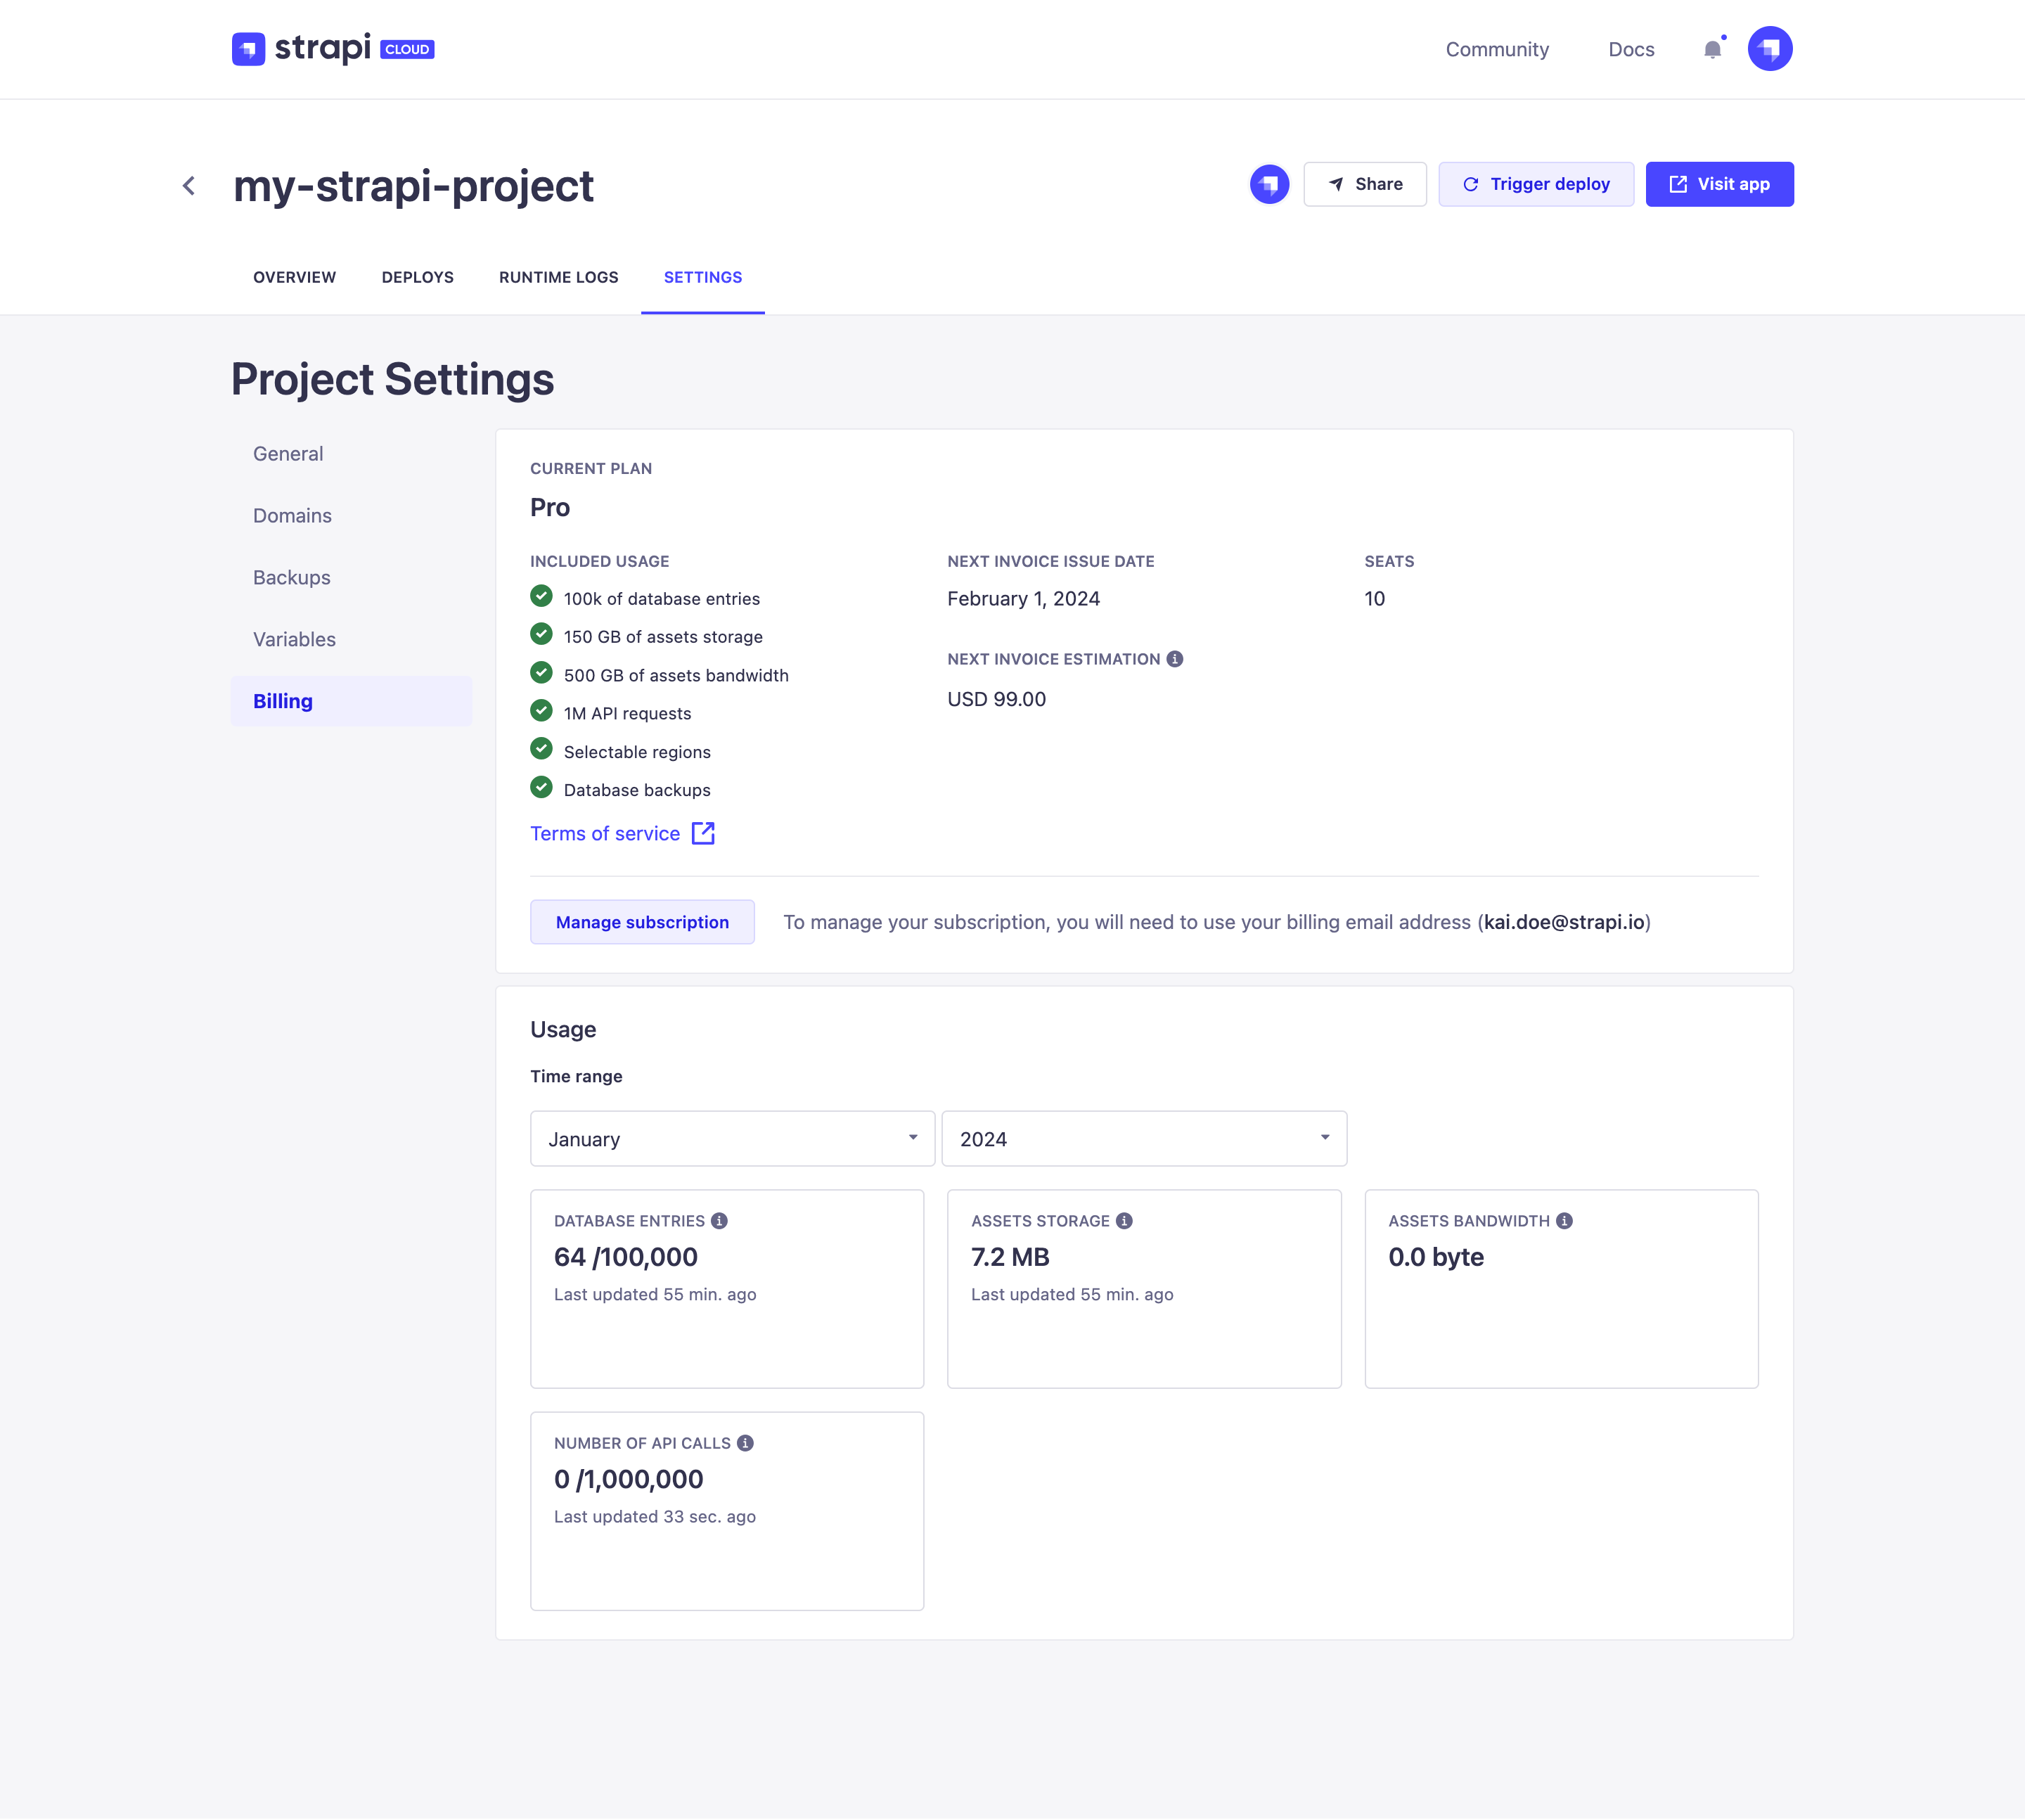 strapi CLOUD
Community Docs
my-strapi-project
Share Trigger deploy Visit app
OVERVIEW DEPLOYS RUNTIME LOGS SETTINGS
Project Settings
General
Domains
Backups
Variables
Billing
CURRENT PLAN
Pro
INCLUDED USAGE
100k of database entries
150 GB of assets storage
500 GB of assets bandwidth
1M API requests
Selectable regions
Database backups
Terms of service
NEXT INVOICE ISSUE DATE
February 1, 2024
NEXT INVOICE ESTIMATION
USD 99.00
SEATS
10
Manage subscription To manage your subscription, you will need to use your billing email address (kai.doe@strapi.io)
Usage
Time range
January 2024
DATABASE ENTRIES
64 /100,000
Last updated 55 min. ago
ASSETS STORAGE
7.2 MB
Last updated 55 min. ago
ASSETS BANDWIDTH
0.0 byte
NUMBER OF API CALLS
0 /1,000,000
Last updated 33 sec. ago